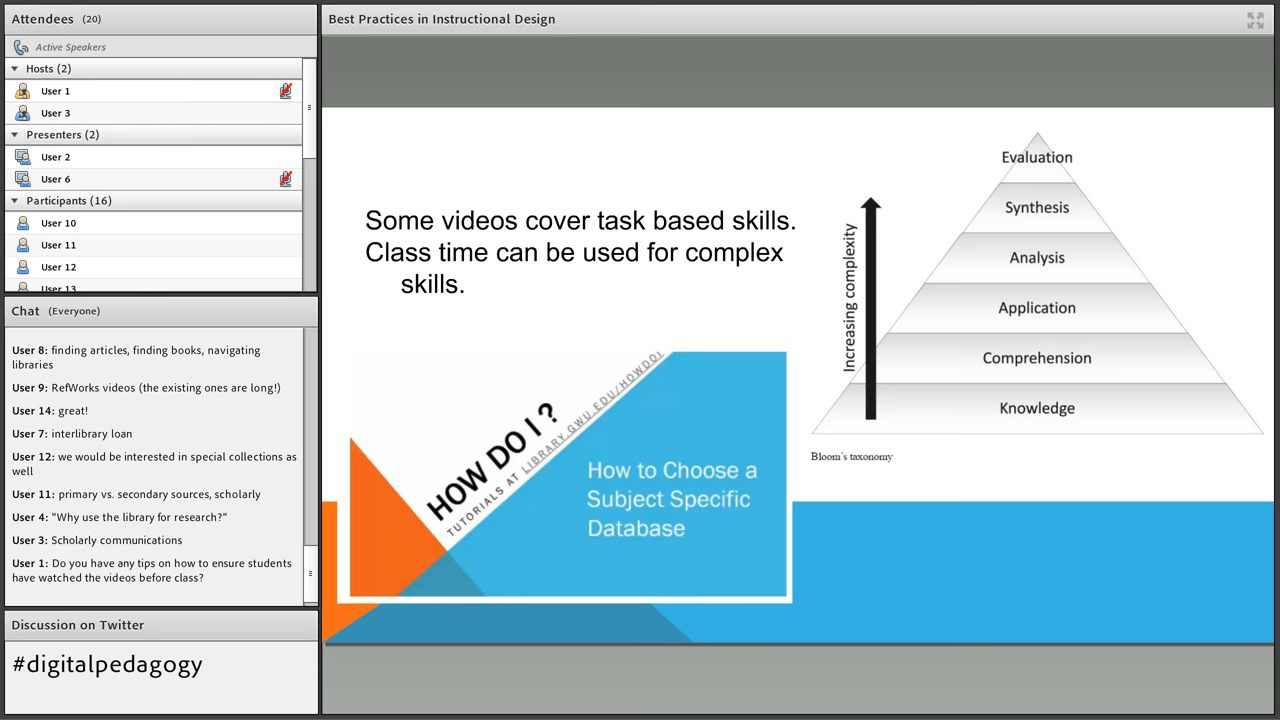 Attendees (20)
Active Speakers
Hosts (2)
User 1
User 3
Presenters (2)
User 2
User 6
Participants (16)
User 10
User 11
User 12
User 13
Chat (Everyone)
User 8: finding articles, finding books, navigating
libraries
User 9: RefWorks videos (the existing ones are long!)
User 14: great!
User 7: interlibrary loan
User 12: we would be interested in special collections as
well
User 11: primary vs. secondary sources, scholarly
User 4: "Why use the library for research?"
User 3: Scholarly communications
User 1: Do you have any tips on how to ensure students
have watched the videos before class?
Discussion on Twitter
#digitalpedagogy
Best Practices in Instructional Design
Some videos cover task based skills.
Class time can be used for complex
skills.
HOW DO I ?
TUTORIALS AT LIBRARY.GWU.EDU/HOWDOI
How to Choose a
Subject Specific
Database
Increasing complexity
Evaluation
Synthesis
Analysis
Application
Comprehension
Knowledge
Bloom's taxonomy